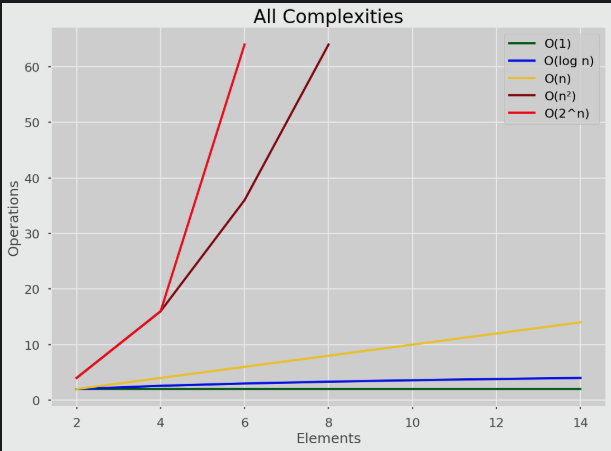 All Complexities
O(1)
O(log n)
O(n)
O(n²)
O(2^n)
Operations
60
50
40
30
20
10
0
2 4 6 8 10 12 14
Elements